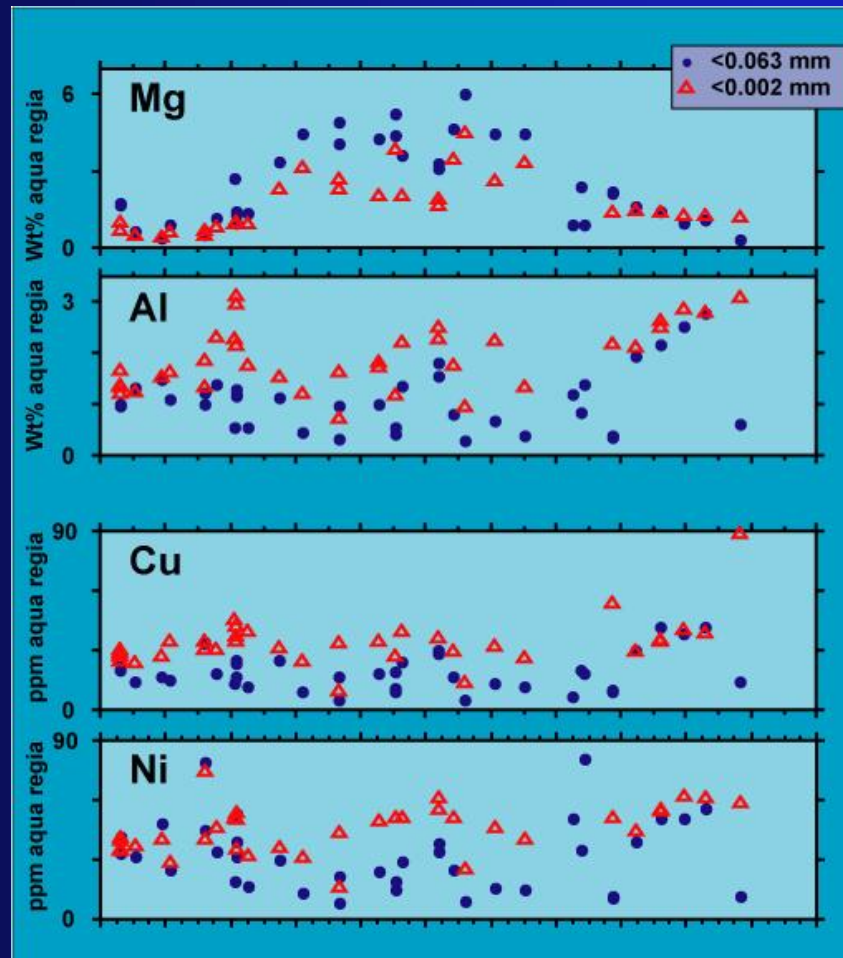 <0.063 mm
<0.002 mm
Mg
6
0
Wt% aqua regia
Al
3
0
Wt% aqua regia
Cu
90
0
ppm aqua regia
Ni
90
0
ppm aqua regia